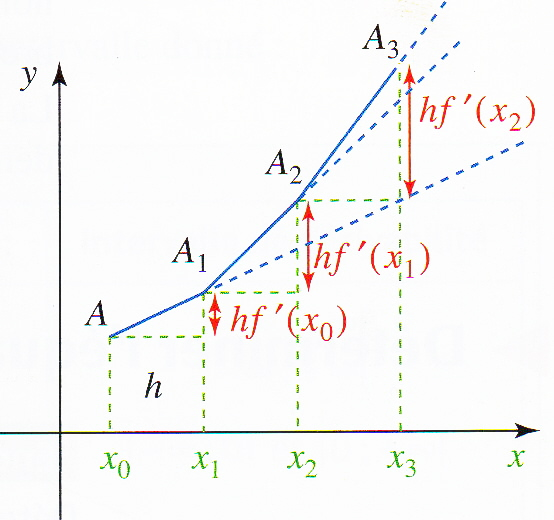 A₃
y
hf ′(x₂)
A₂
A₁
hf ′(x₁)
A
hf ′(x₀)
h
x₀ x₁ x₂ x₃ x